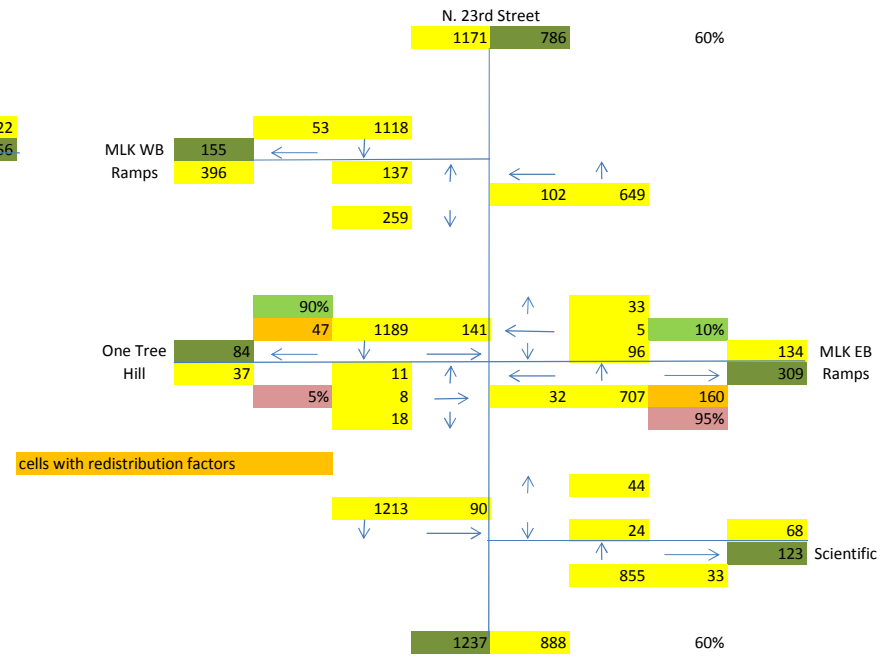 N. 23rd Street
1171 786 60%
22 53 1118
56 MLK WB 155
Ramps 396 137
102 649
259
90% 33
47 1189 141 5 10%
One Tree 84 96 134 MLK EB
Hill 37 11 309 Ramps
5% 8 32 707 160
18 95%
cells with redistribution factors
44
1213 90
24 68
123 Scientific
855 33
1237 888 60%